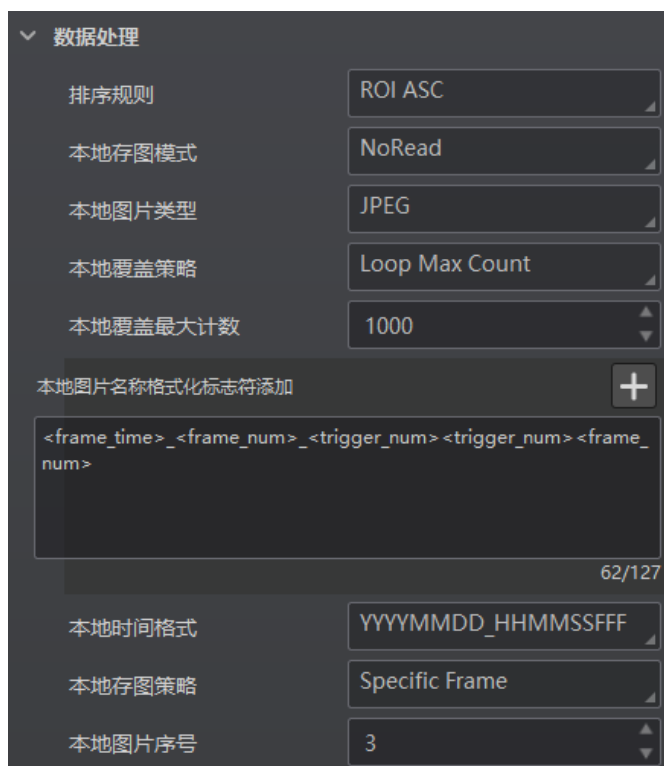 数据处理
排序规则 ROI ASC
本地存图模式 NoRead
本地图片类型 JPEG
本地覆盖策略 Loop Max Count
本地覆盖最大计数 1000
本地图片名称格式化标志符添加
<frame_time>_<frame_num>_<trigger_num><trigger_num><frame_
num>
62/127
本地时间格式 YYYYMMDD_HHMMSSFFF
本地存图策略 Specific Frame
本地图片序号 3